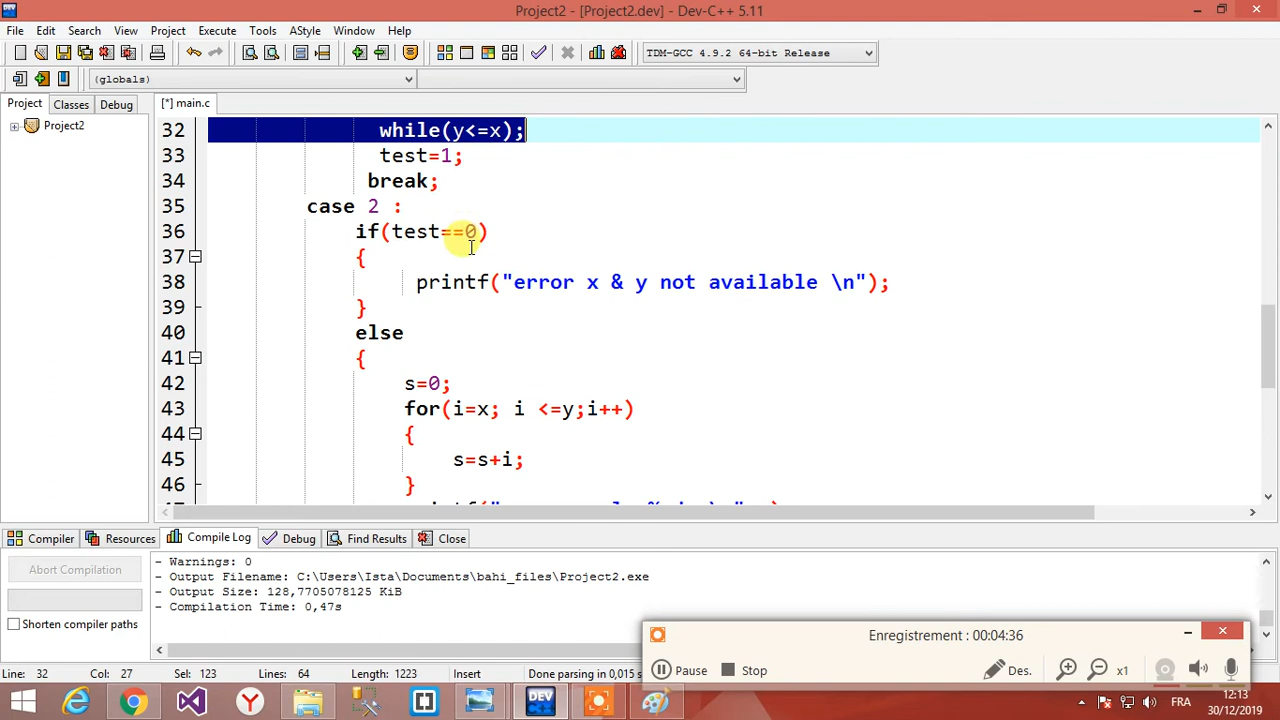 Project2 - [Project2.dev] - Dev-C++ 5.11
File Edit Search View Project Execute Tools AStyle Window Help
TDM-GCC 4.9.2 64-bit Release
(globals)
Project Classes Debug
[*] main.c
Project2
32 while(y<=x);
33 test=1;
34 break;
35 case 2 :
36 if(test==0)
37 {
38 printf("error x & y not available \n");
39 }
40 else
41 {
42 s=0;
43 for(i=x; i <=y;i++)
44 {
45 s=s+i;
46 }
Compiler Resources Compile Log Debug Find Results Close
Abort Compilation
Shorten compiler paths
- Warnings: 0
- Output Filename: C:\Users\Ista\Documents\bahi_files\Project2.exe
- Output Size: 128,7705078125 KiB
- Compilation Time: 0,47s
Enregistrement : 00:04:36
Pause Stop Des. x1
Line: 32 Col: 27 Sel: 123 Lines: 64 Length: 1223 Insert Done parsing in 0,015
DEV
FRA
12:13
30/12/2019